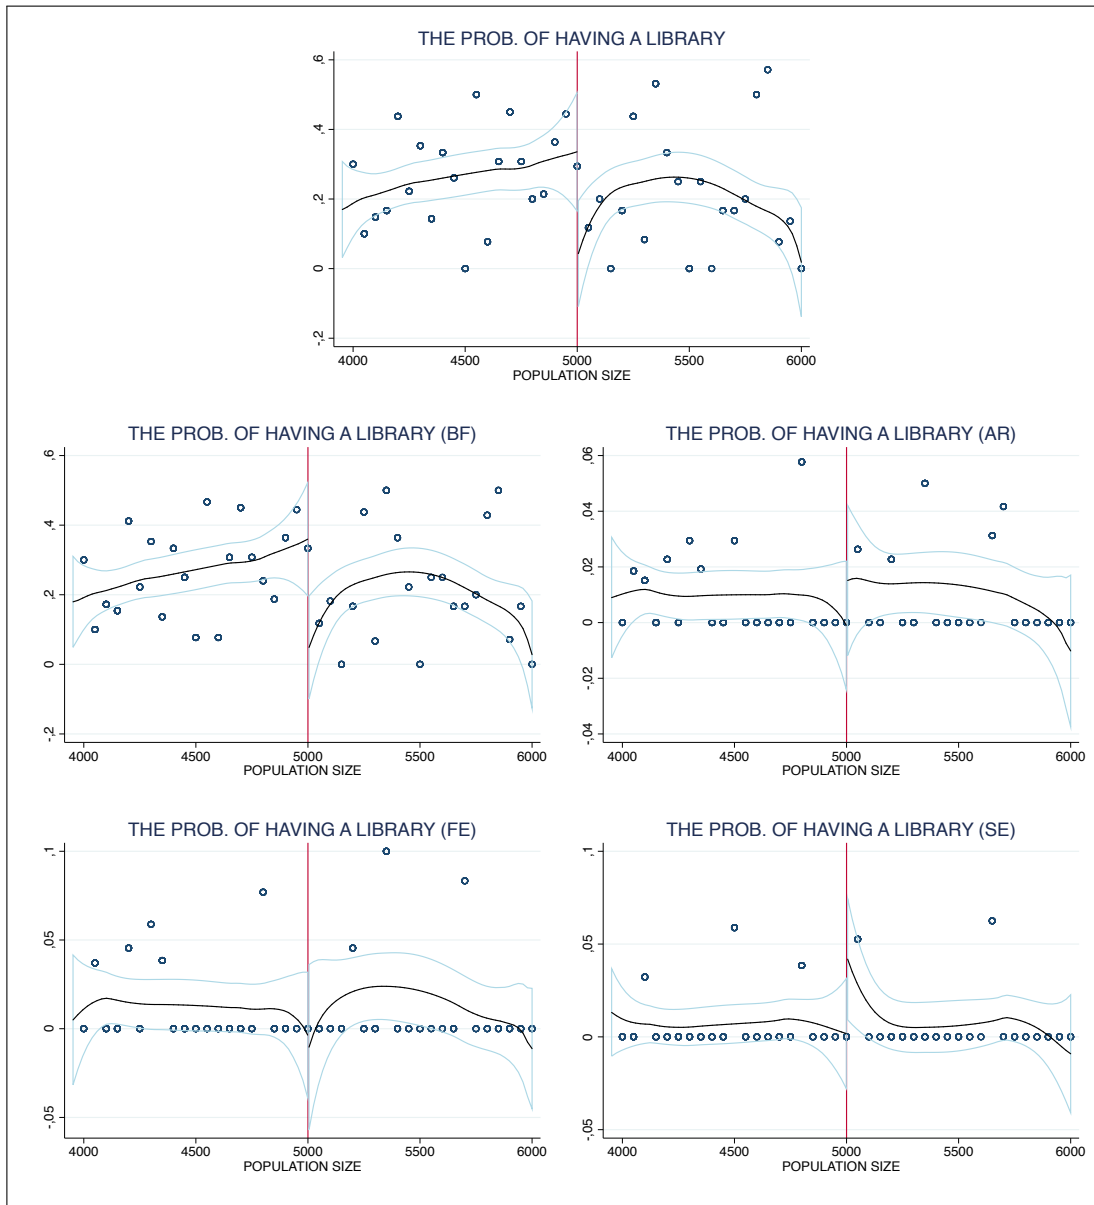 THE PROB. OF HAVING A LIBRARY
,6
,4
,2
0
-,2
4000 4500 5000 5500 6000
POPULATION SIZE
THE PROB. OF HAVING A LIBRARY (BF)
,6
,4
,2
0
-,2
4000 4500 5000 5500 6000
POPULATION SIZE
THE PROB. OF HAVING A LIBRARY (AR)
,06
,04
,02
0
-,02
-,04
4000 4500 5000 5500 6000
POPULATION SIZE
THE PROB. OF HAVING A LIBRARY (FE)
,1
,05
0
-,05
4000 4500 5000 5500 6000
POPULATION SIZE
THE PROB. OF HAVING A LIBRARY (SE)
,1
,05
0
-,05
4000 4500 5000 5500 6000
POPULATION SIZE